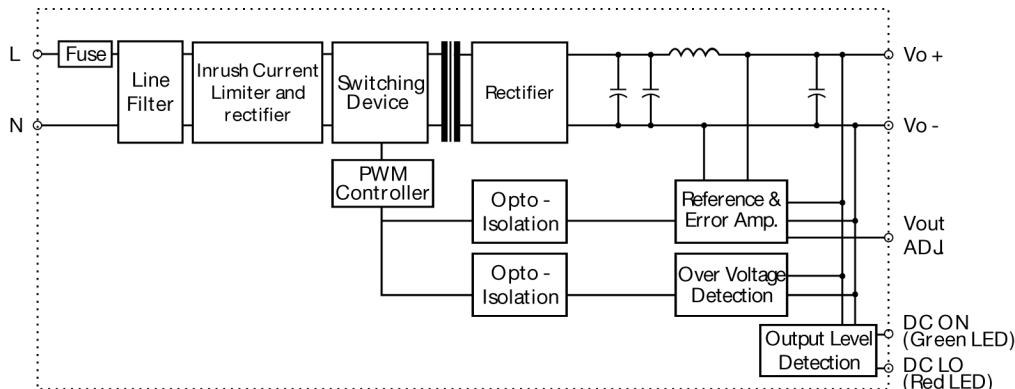 L
Fuse
Vo +
Line
Filter
Inrush Current
Limiter and
rectifier
Switching
Device
Rectifier
N
Vo -
PWM
Controller
Opto -
Isolation
Reference &
Error Amp.
Vout
ADJ.
Opto -
Isolation
Over Voltage
Detection
Output Level
Detection
DC ON
(Green LED)
DC LO
(Red LED)